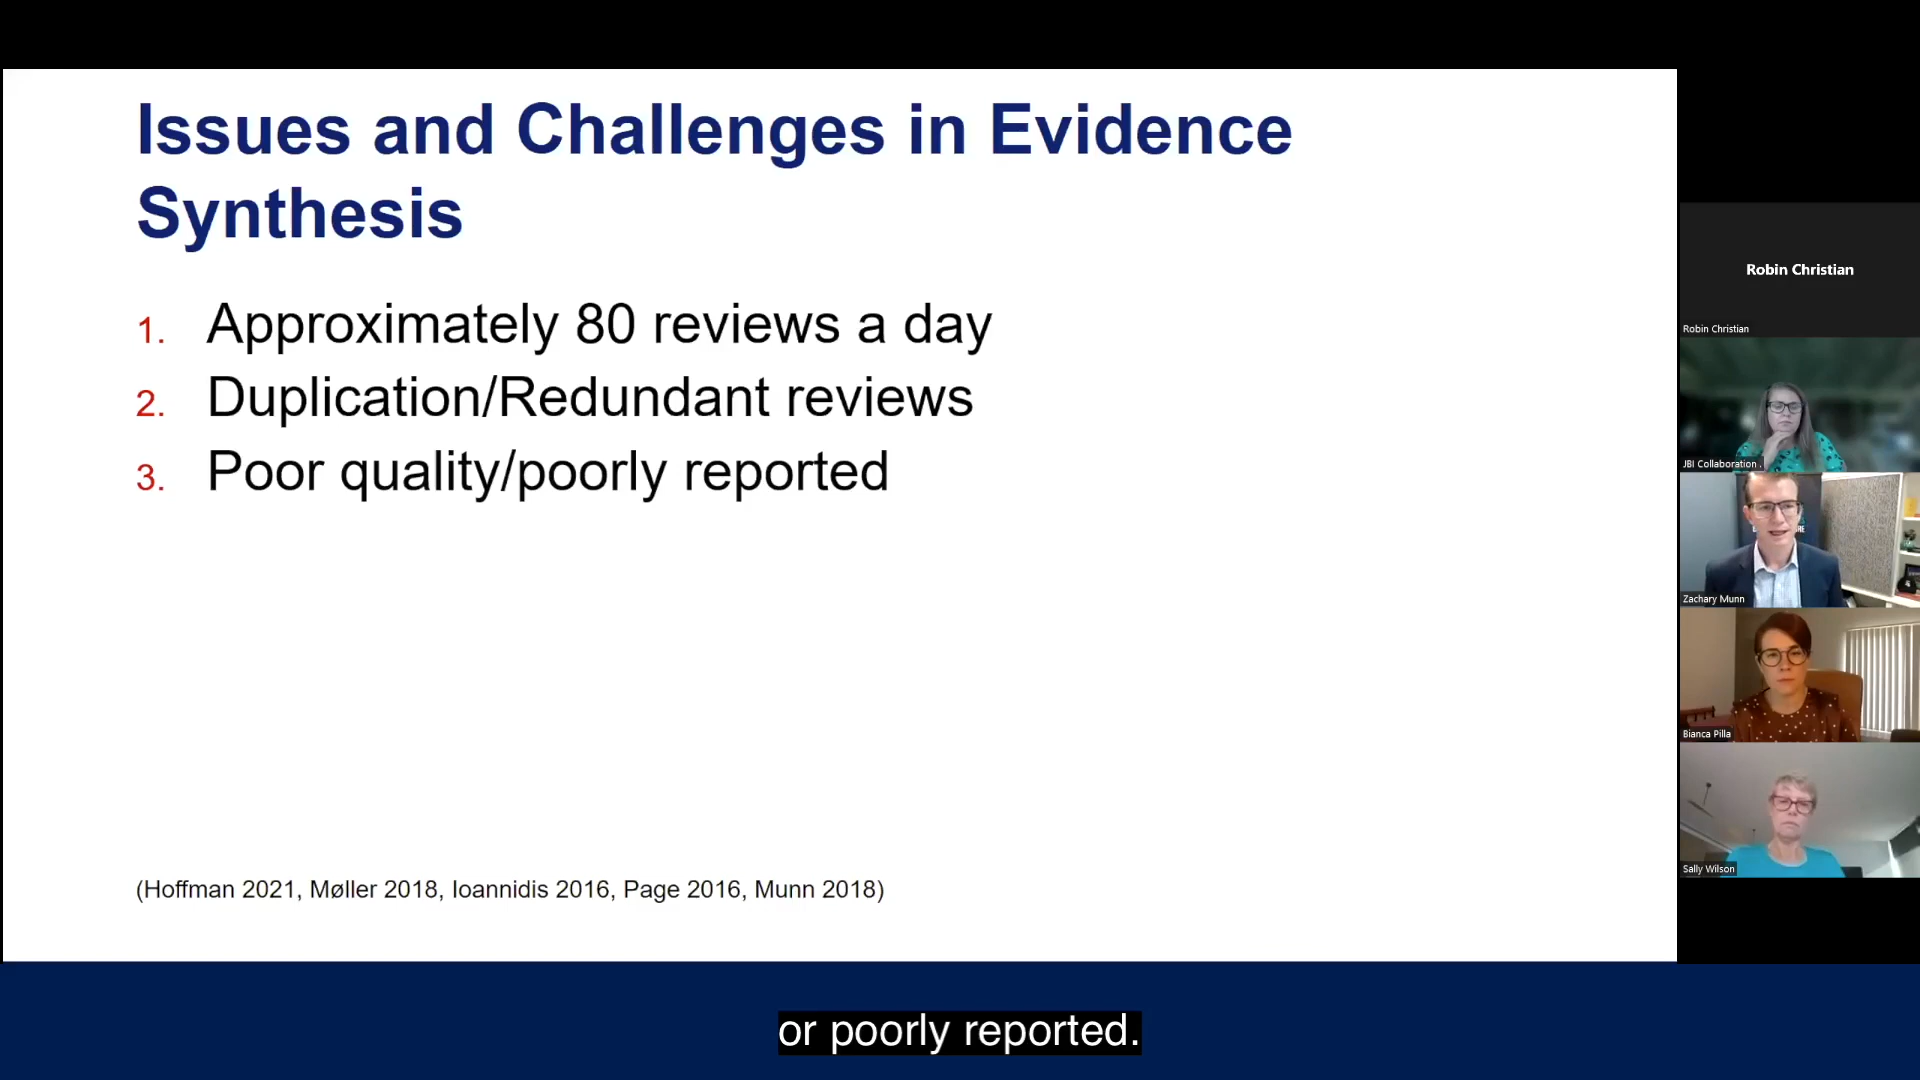 Issues and Challenges in Evidence
Synthesis
1. Approximately 80 reviews a day
2. Duplication/Redundant reviews
3. Poor quality/poorly reported
(Hoffman 2021, Møller 2018, Ioannidis 2016, Page 2016, Munn 2018)
Robin Christian
Robin Christian
JBI Collaboration .
Zachary Munn
Bianca Pilla
Sally Wilson
or poorly reported.